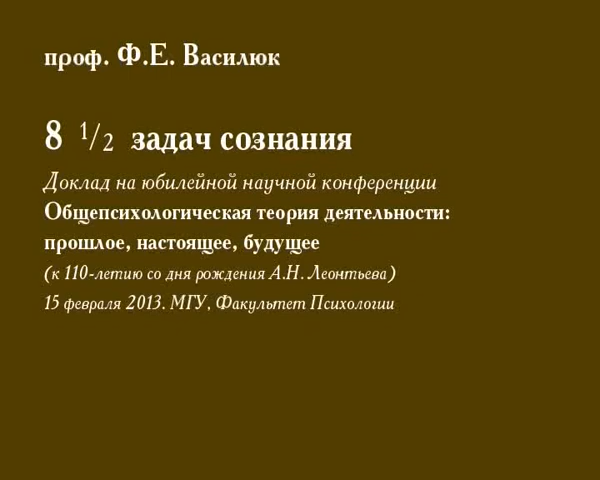 проф. Ф.Е. Василюк
8 1/2 задач сознания
Доклад на юбилейной научной конференции
Общепсихологическая теория деятельности:
прошлое, настоящее, будущее
(к 110-летию со дня рождения А.Н. Леонтьева)
15 февраля 2013. МГУ, Факультет Психологии